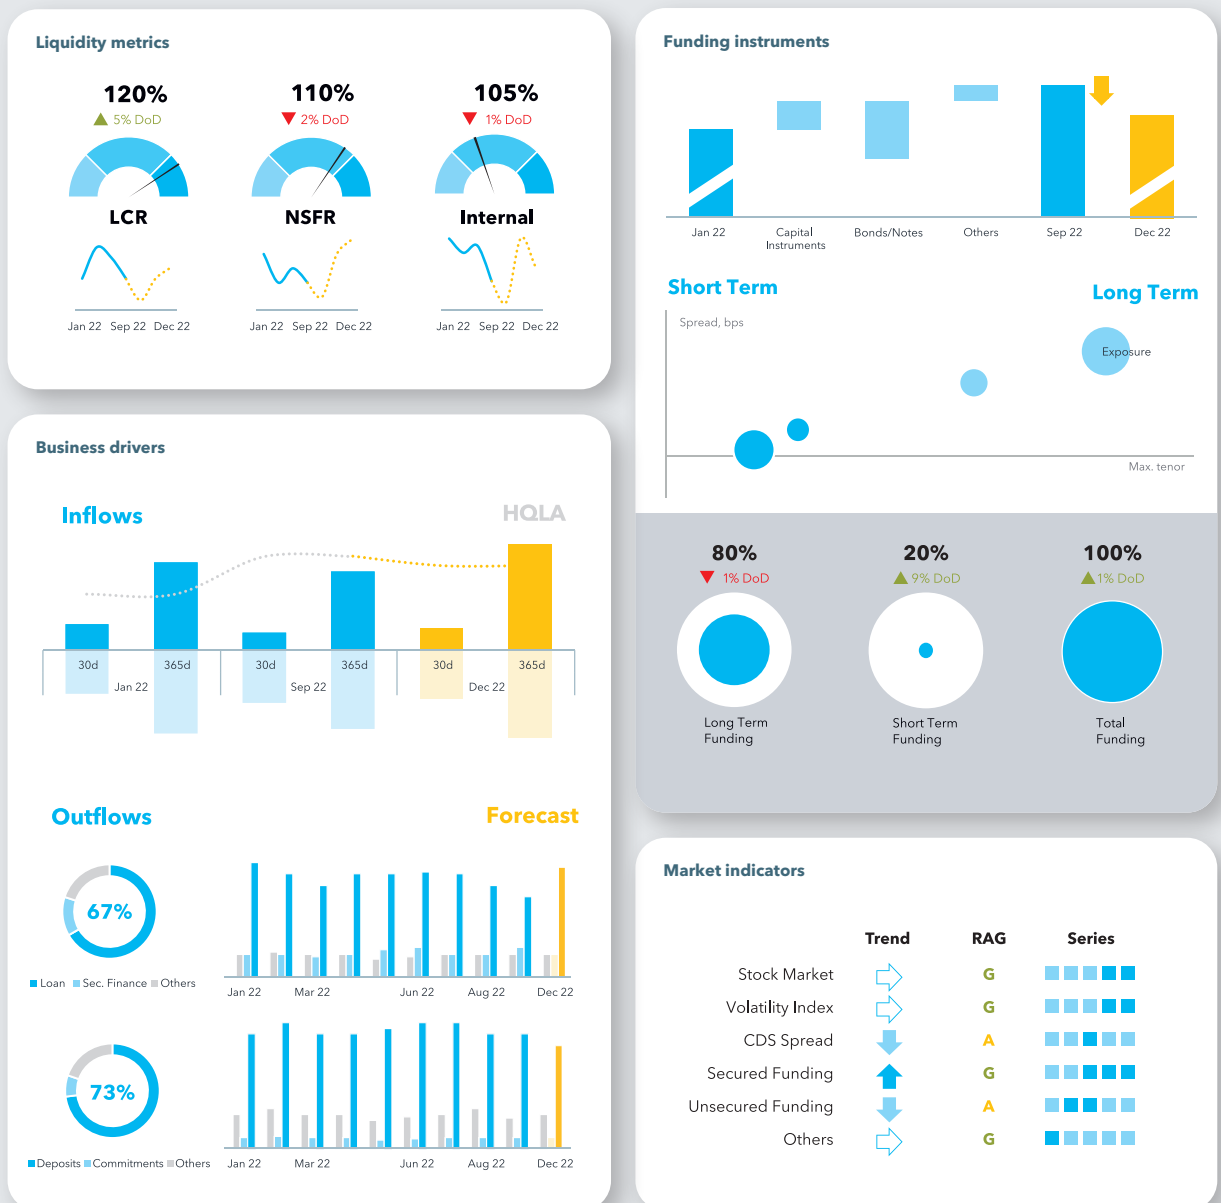 Liquidity metrics
120%
5% DoD
LCR
Jan 22 Sep 22 Dec 22
110%
2% DoD
NSFR
Jan 22 Sep 22 Dec 22
105%
1% DoD
Internal
Jan 22 Sep 22 Dec 22
Business drivers
Inflows
HQLA
30d 365d 30d 365d 30d 365d
Jan 22 Sep 22 Dec 22
Outflows
Forecast
67%
Loan Sec. Finance Others
Jan 22 Mar 22 Jun 22 Aug 22 Dec 22
73%
Deposits Commitments Others
Jan 22 Mar 22 Jun 22 Aug 22 Dec 22
Funding instruments
Jan 22 Capital Bonds/Notes Others Sep 22 Dec 22
Instruments
Short Term
Long Term
Spread, bps
Exposure
Max. tenor
80%
1% DoD
Long Term
Funding
20%
9% DoD
Short Term
Funding
100%
1% DoD
Total
Funding
Market indicators
Trend RAG Series
Stock Market G
Volatility Index G
CDS Spread A
Secured Funding G
Unsecured Funding A
Others G